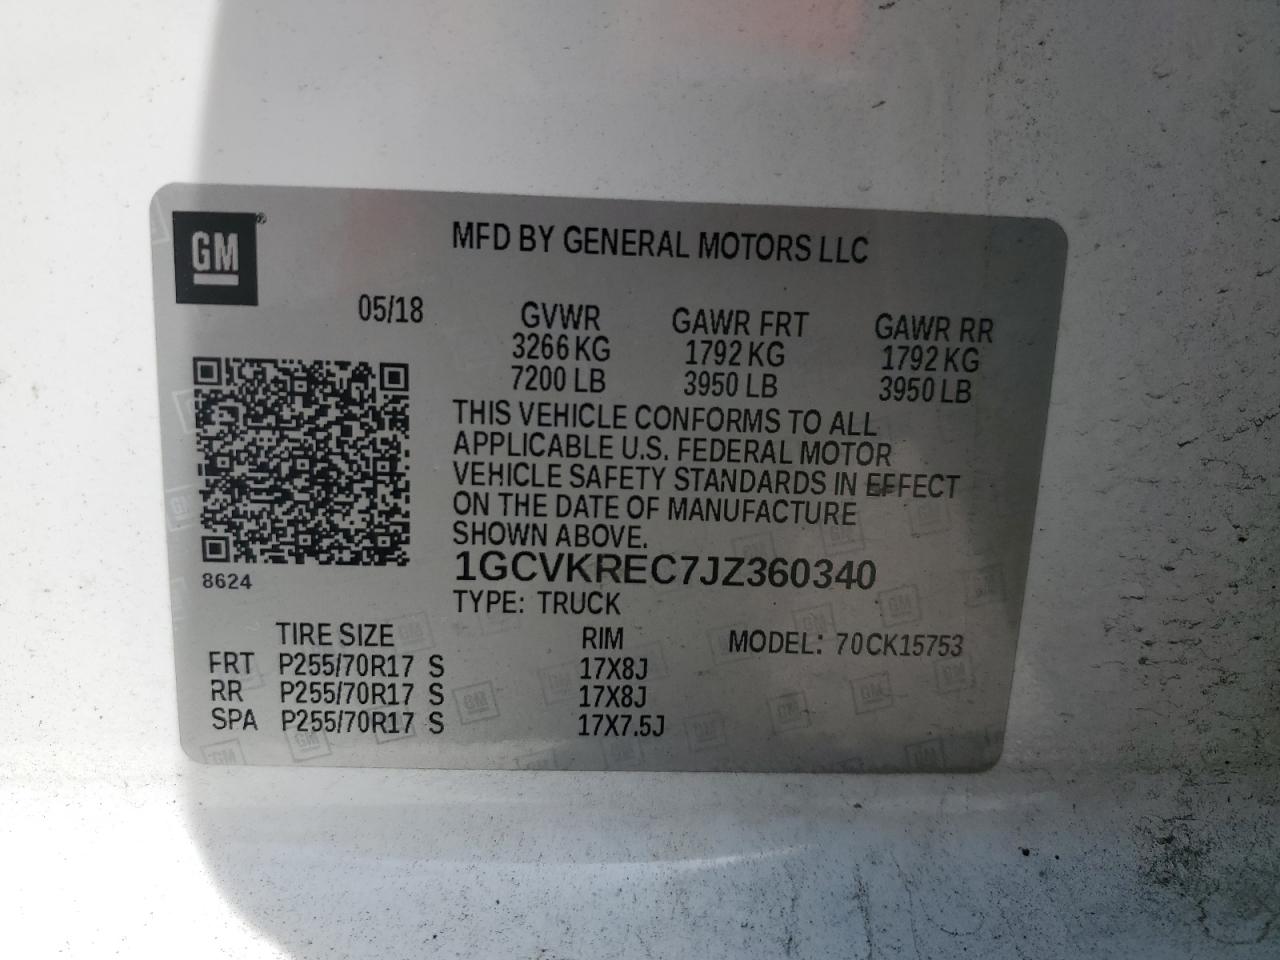 GM ®
MFD BY GENERAL MOTORS LLC
05/18 GVWR GAWR FRT GAWR RR
3266 KG 1792 KG 1792 KG
7200 LB 3950 LB 3950 LB
THIS VEHICLE CONFORMS TO ALL
APPLICABLE U.S. FEDERAL MOTOR
VEHICLE SAFETY STANDARDS IN EFFECT
ON THE DATE OF MANUFACTURE
SHOWN ABOVE.
1GCVKREC7JZ360340
8624
TYPE: TRUCK
TIRE SIZE RIM MODEL: 70CK15753
FRT P255/70R17 S 17X8J
RR P255/70R17 S 17X8J
SPA P255/70R17 S 17X7.5J